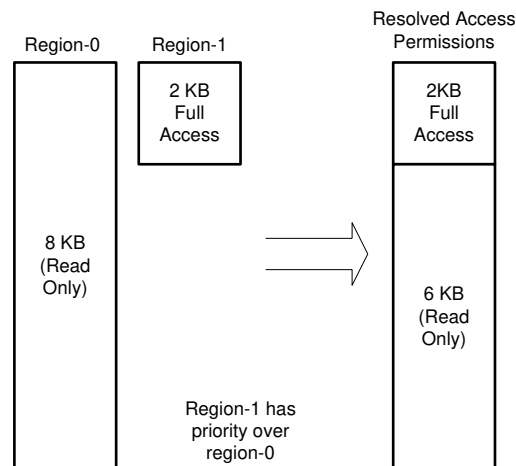 Region-0
Region-1
Resolved Access
Permissions
2 KB
Full
Access
2KB
Full
Access
8 KB
(Read
Only)
6 KB
(Read
Only)
Region-1 has
priority over
region-0